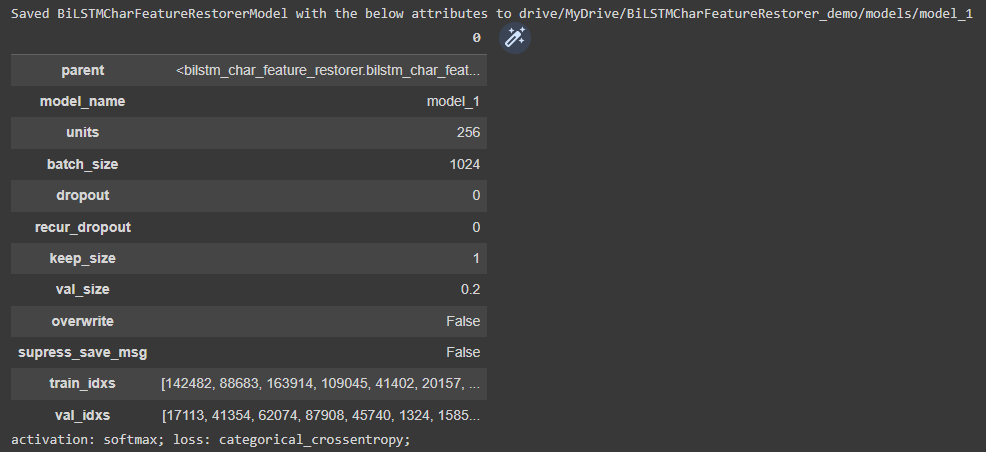 Saved BiLSTMCharFeatureRestorerModel with the below attributes to drive/MyDrive/BiLSTMCharFeatureRestorer_demo/models/model_1
0
parent <bilstm_char_feature_restorer.bilstm_char_feat...
model_name model_1
units 256
batch_size 1024
dropout 0
recur_dropout 0
keep_size 1
val_size 0.2
overwrite False
supress_save_msg False
train_idxs [142482, 88683, 163914, 109045, 41402, 20157, ...
val_idxs [17113, 41354, 62074, 87908, 45740, 1324, 1585...
activation: softmax; loss: categorical_crossentropy;